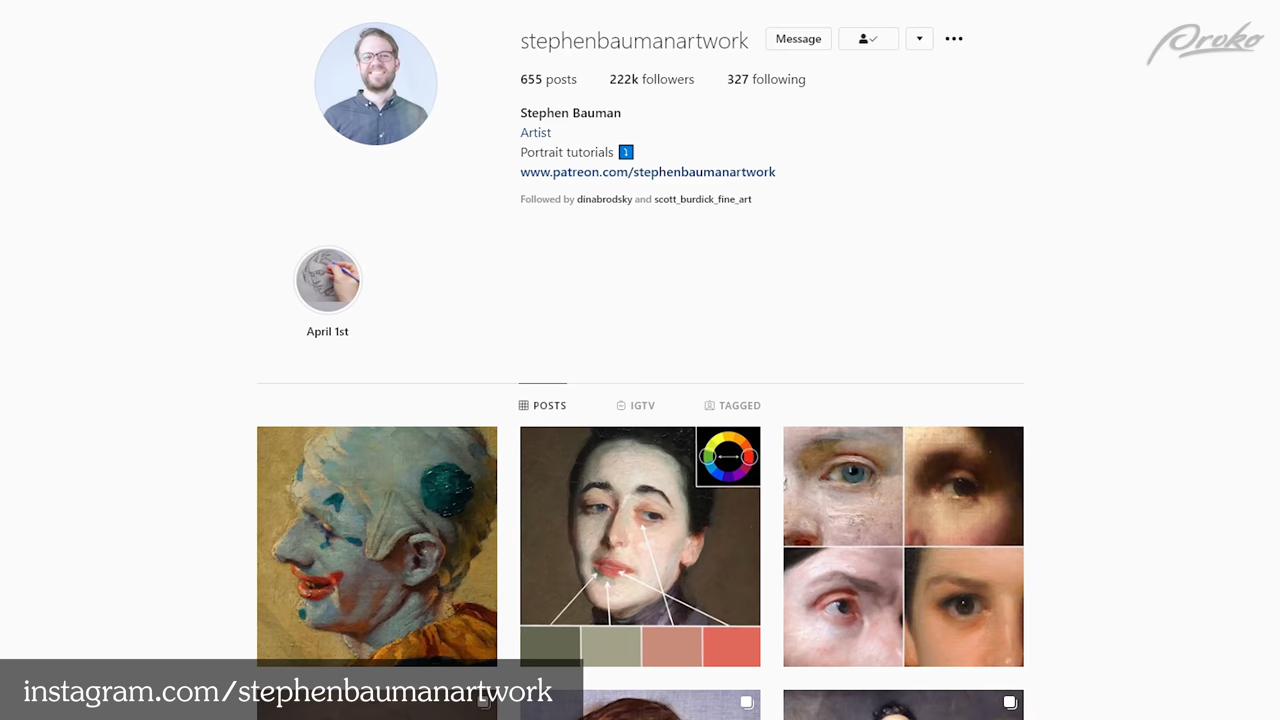 stephenbaumanartwork Message
Proko
655 posts 222k followers 327 following
Stephen Bauman
Artist
Portrait tutorials
www.patreon.com/stephenbaumanartwork
Followed by dinabrodsky and scott_burdick_fine_art
April 1st
POSTS IGTV TAGGED
instagram.com/stephenbaumanartwork